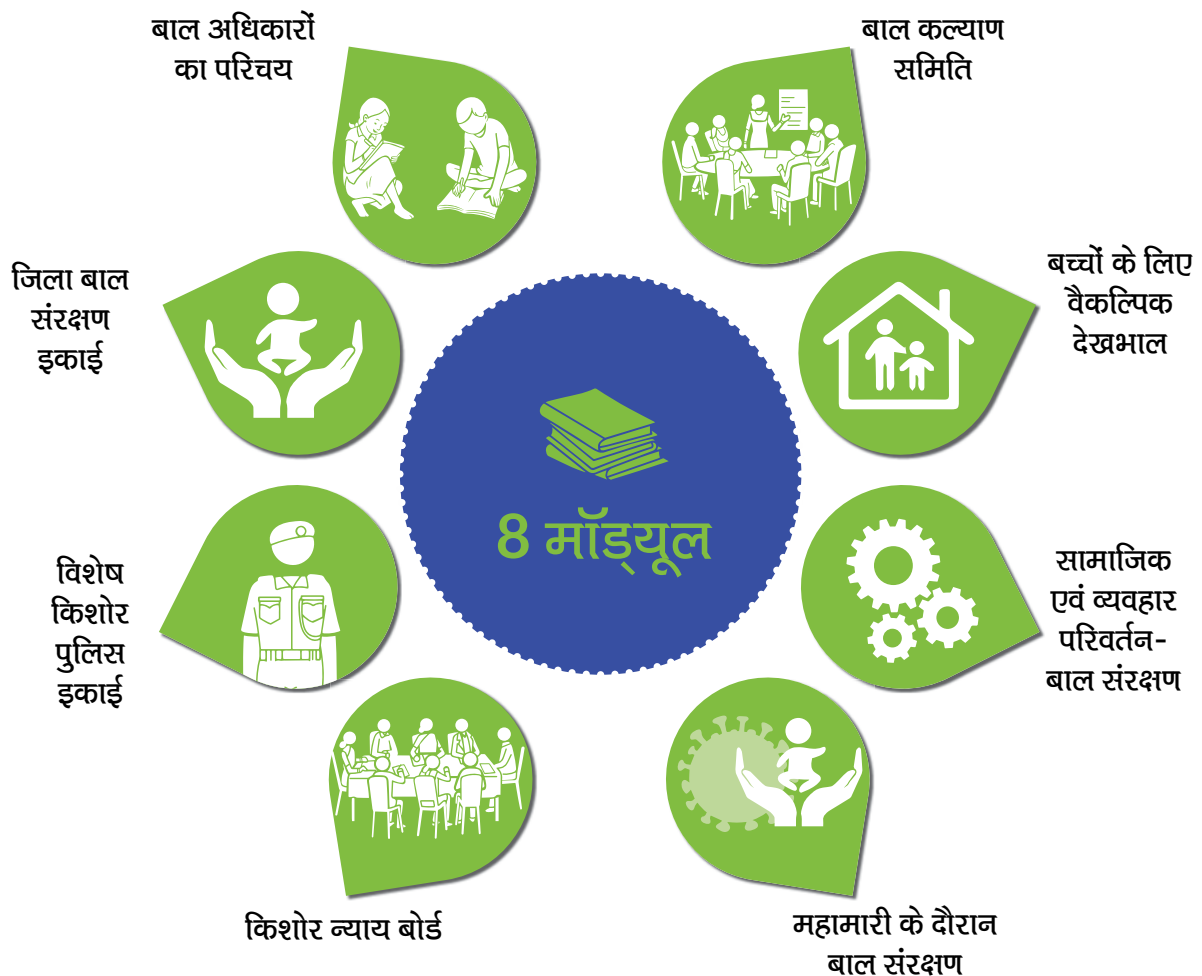 बाल अधिकारों
का परिचय
बाल कल्याण
समिति
जिला बाल
संरक्षण
इकाई
बच्चों के लिए
वैकल्पिक
देखभाल
8 मॉड्यूल
विशेष
किशोर
पुलिस
इकाई
सामाजिक
एवं व्यवहार
परिवर्तन-
बाल संरक्षण
किशोर न्याय बोर्ड
महामारी के दौरान
बाल संरक्षण